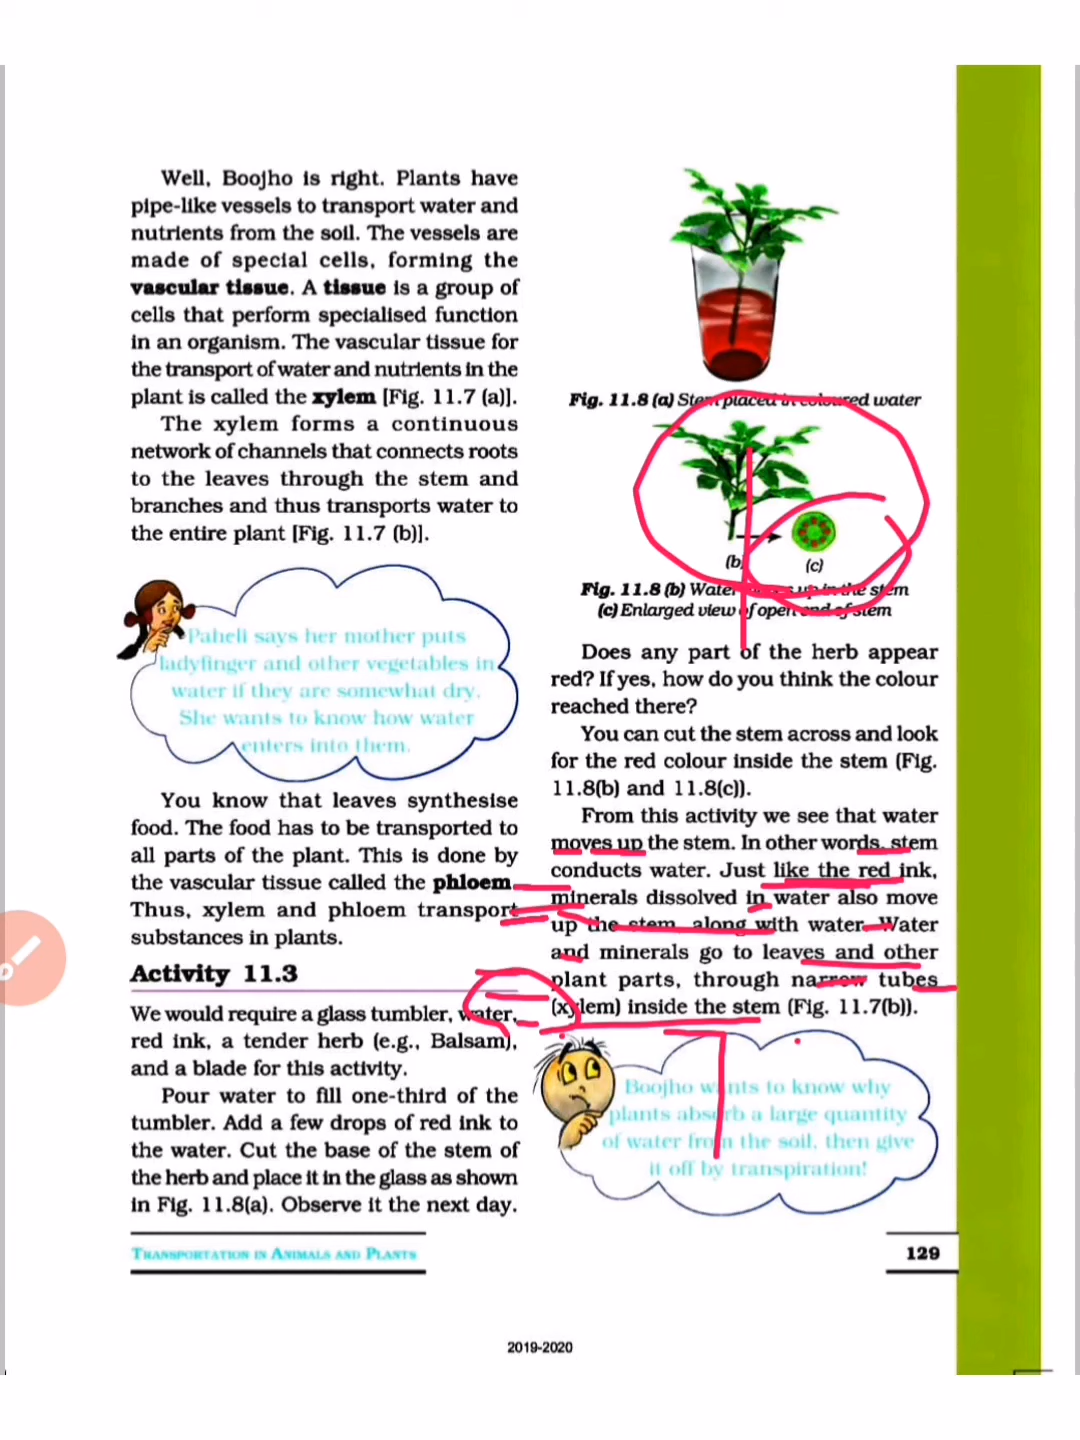 Well, Boojho is right. Plants have
pipe-like vessels to transport water and
nutrients from the soil. The vessels are
made of special cells, forming the
vascular tissue. A tissue is a group of
cells that perform specialised function
in an organism. The vascular tissue for
the transport of water and nutrients in the
plant is called the xylem [Fig. 11.7 (a)].
The xylem forms a continuous
network of channels that connects roots
to the leaves through the stem and
branches and thus transports water to
the entire plant [Fig. 11.7 (b)].
Paheli says her mother puts
ladyfinger and other vegetables in
water if they are somewhat dry.
She wants to know how water
enters into them.
You know that leaves synthesise
food. The food has to be transported to
all parts of the plant. This is done by
the vascular tissue called the phloem.
Thus, xylem and phloem transport
substances in plants.
Activity 11.3
We would require a glass tumbler, water,
red ink, a tender herb (e.g., Balsam),
and a blade for this activity.
Pour water to fill one-third of the
tumbler. Add a few drops of red ink to
the water. Cut the base of the stem of
the herb and place it in the glass as shown
in Fig. 11.8(a). Observe it the next day.
Fig. 11.8 (a) Stem placed in coloured water
(b)
(c)
Fig. 11.8 (b) Water moves up in the stem
(c) Enlarged view of open end of stem
Does any part of the herb appear
red? If yes, how do you think the colour
reached there?
You can cut the stem across and look
for the red colour inside the stem (Fig.
11.8(b) and 11.8(c)).
From this activity we see that water
moves up the stem. In other words, stem
conducts water. Just like the red ink,
minerals dissolved in water also move
up the stem along with water. Water
and minerals go to leaves and other
plant parts, through narrow tubes
(xylem) inside the stem (Fig. 11.7(b)).
Boojho wants to know why
plants absorb a large quantity
of water from the soil, then give
it off by transpiration!
TRANSPORTATION IN ANIMALS AND PLANTS
129
2019-2020